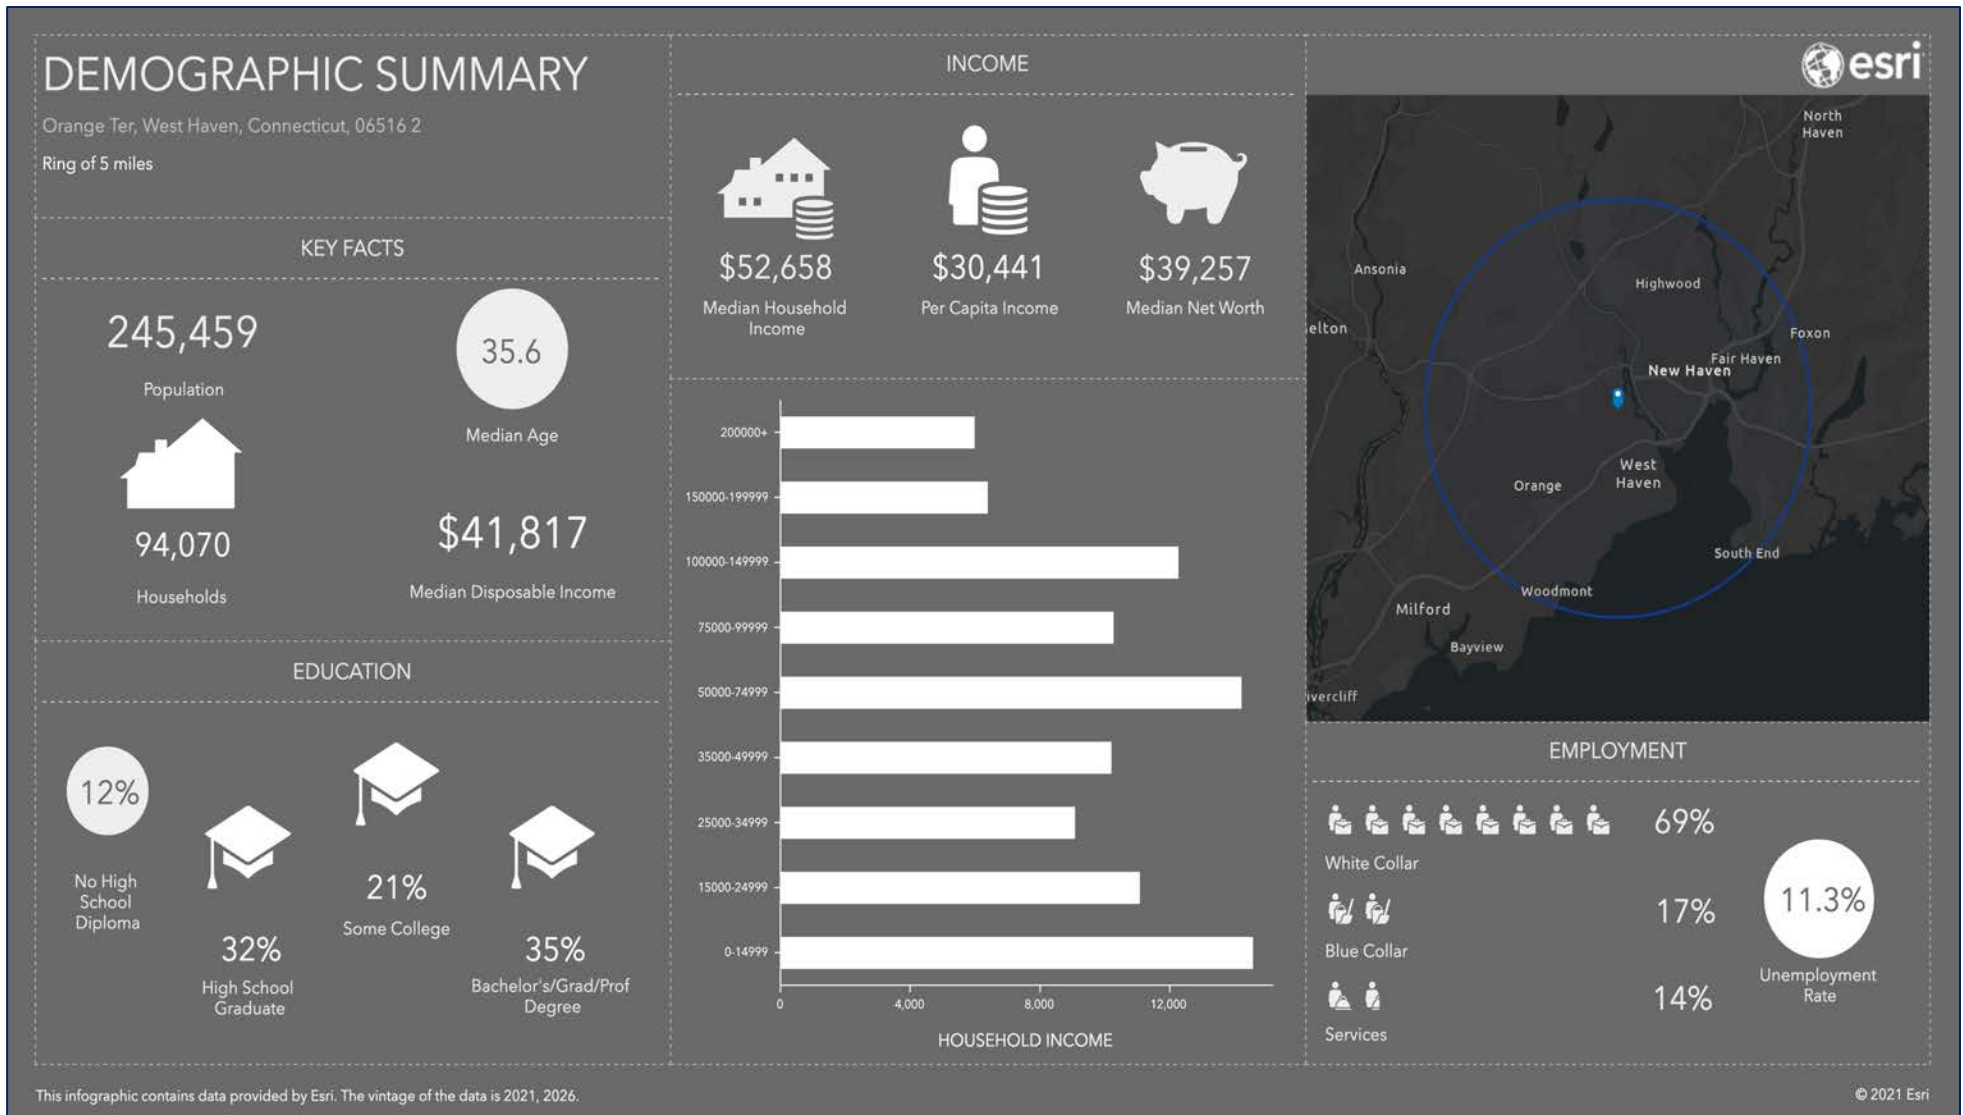 DEMOGRAPHIC SUMMARY
Orange Ter, West Haven, Connecticut, 06516 2
Ring of 5 miles
KEY FACTS
245,459
Population
35.6
Median Age
94,070
Households
$41,817
Median Disposable Income
EDUCATION
12%
No High
School
Diploma
32%
High School
Graduate
21%
Some College
35%
Bachelor's/Grad/Prof
Degree
INCOME
$52,658
Median Household
Income
$30,441
Per Capita Income
$39,257
Median Net Worth
200000+
150000-199999
100000-149999
75000-99999
50000-74999
35000-49999
25000-34999
15000-24999
0-14999
0 4,000 8,000 12,000
HOUSEHOLD INCOME
esri
North
Haven
Ansonia
Highwood
elton
Foxon
Fair Haven
New Haven
West
Haven
Orange
South End
Woodmont
Milford
Bayview
ivercliff
EMPLOYMENT
69%
White Collar
17%
Blue Collar
14%
Services
11.3%
Unemployment
Rate
This infographic contains data provided by Esri. The vintage of the data is 2021, 2026.
© 2021 Esri